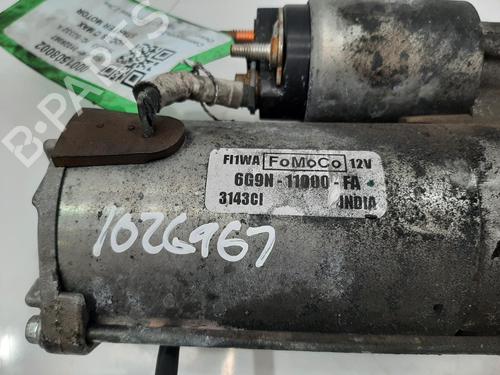 B-PARTS
FI1WA FoMoCo 12V
6G9N-11000-FA
3143CI INDIA
1026967